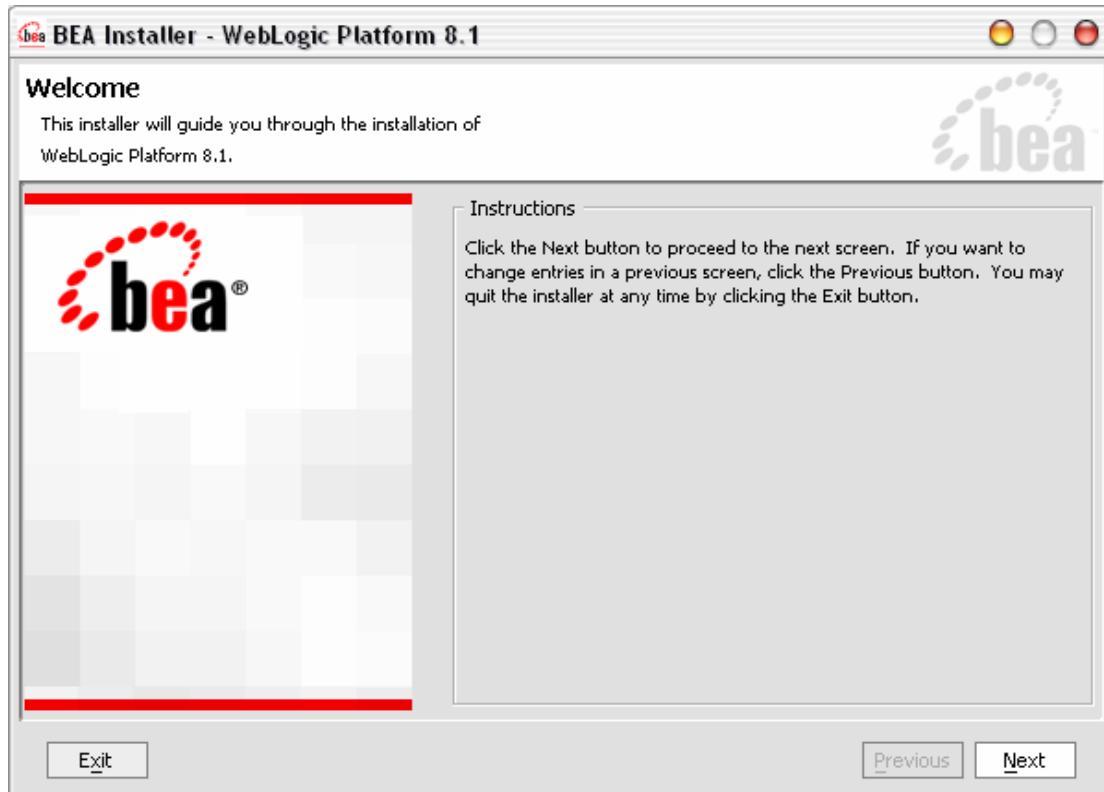 bea BEA Installer - WebLogic Platform 8.1
Welcome
This installer will guide you through the installation of
WebLogic Platform 8.1.
bea
bea®
Instructions
Click the Next button to proceed to the next screen. If you want to
change entries in a previous screen, click the Previous button. You may
quit the installer at any time by clicking the Exit button.
Exit
Previous
Next